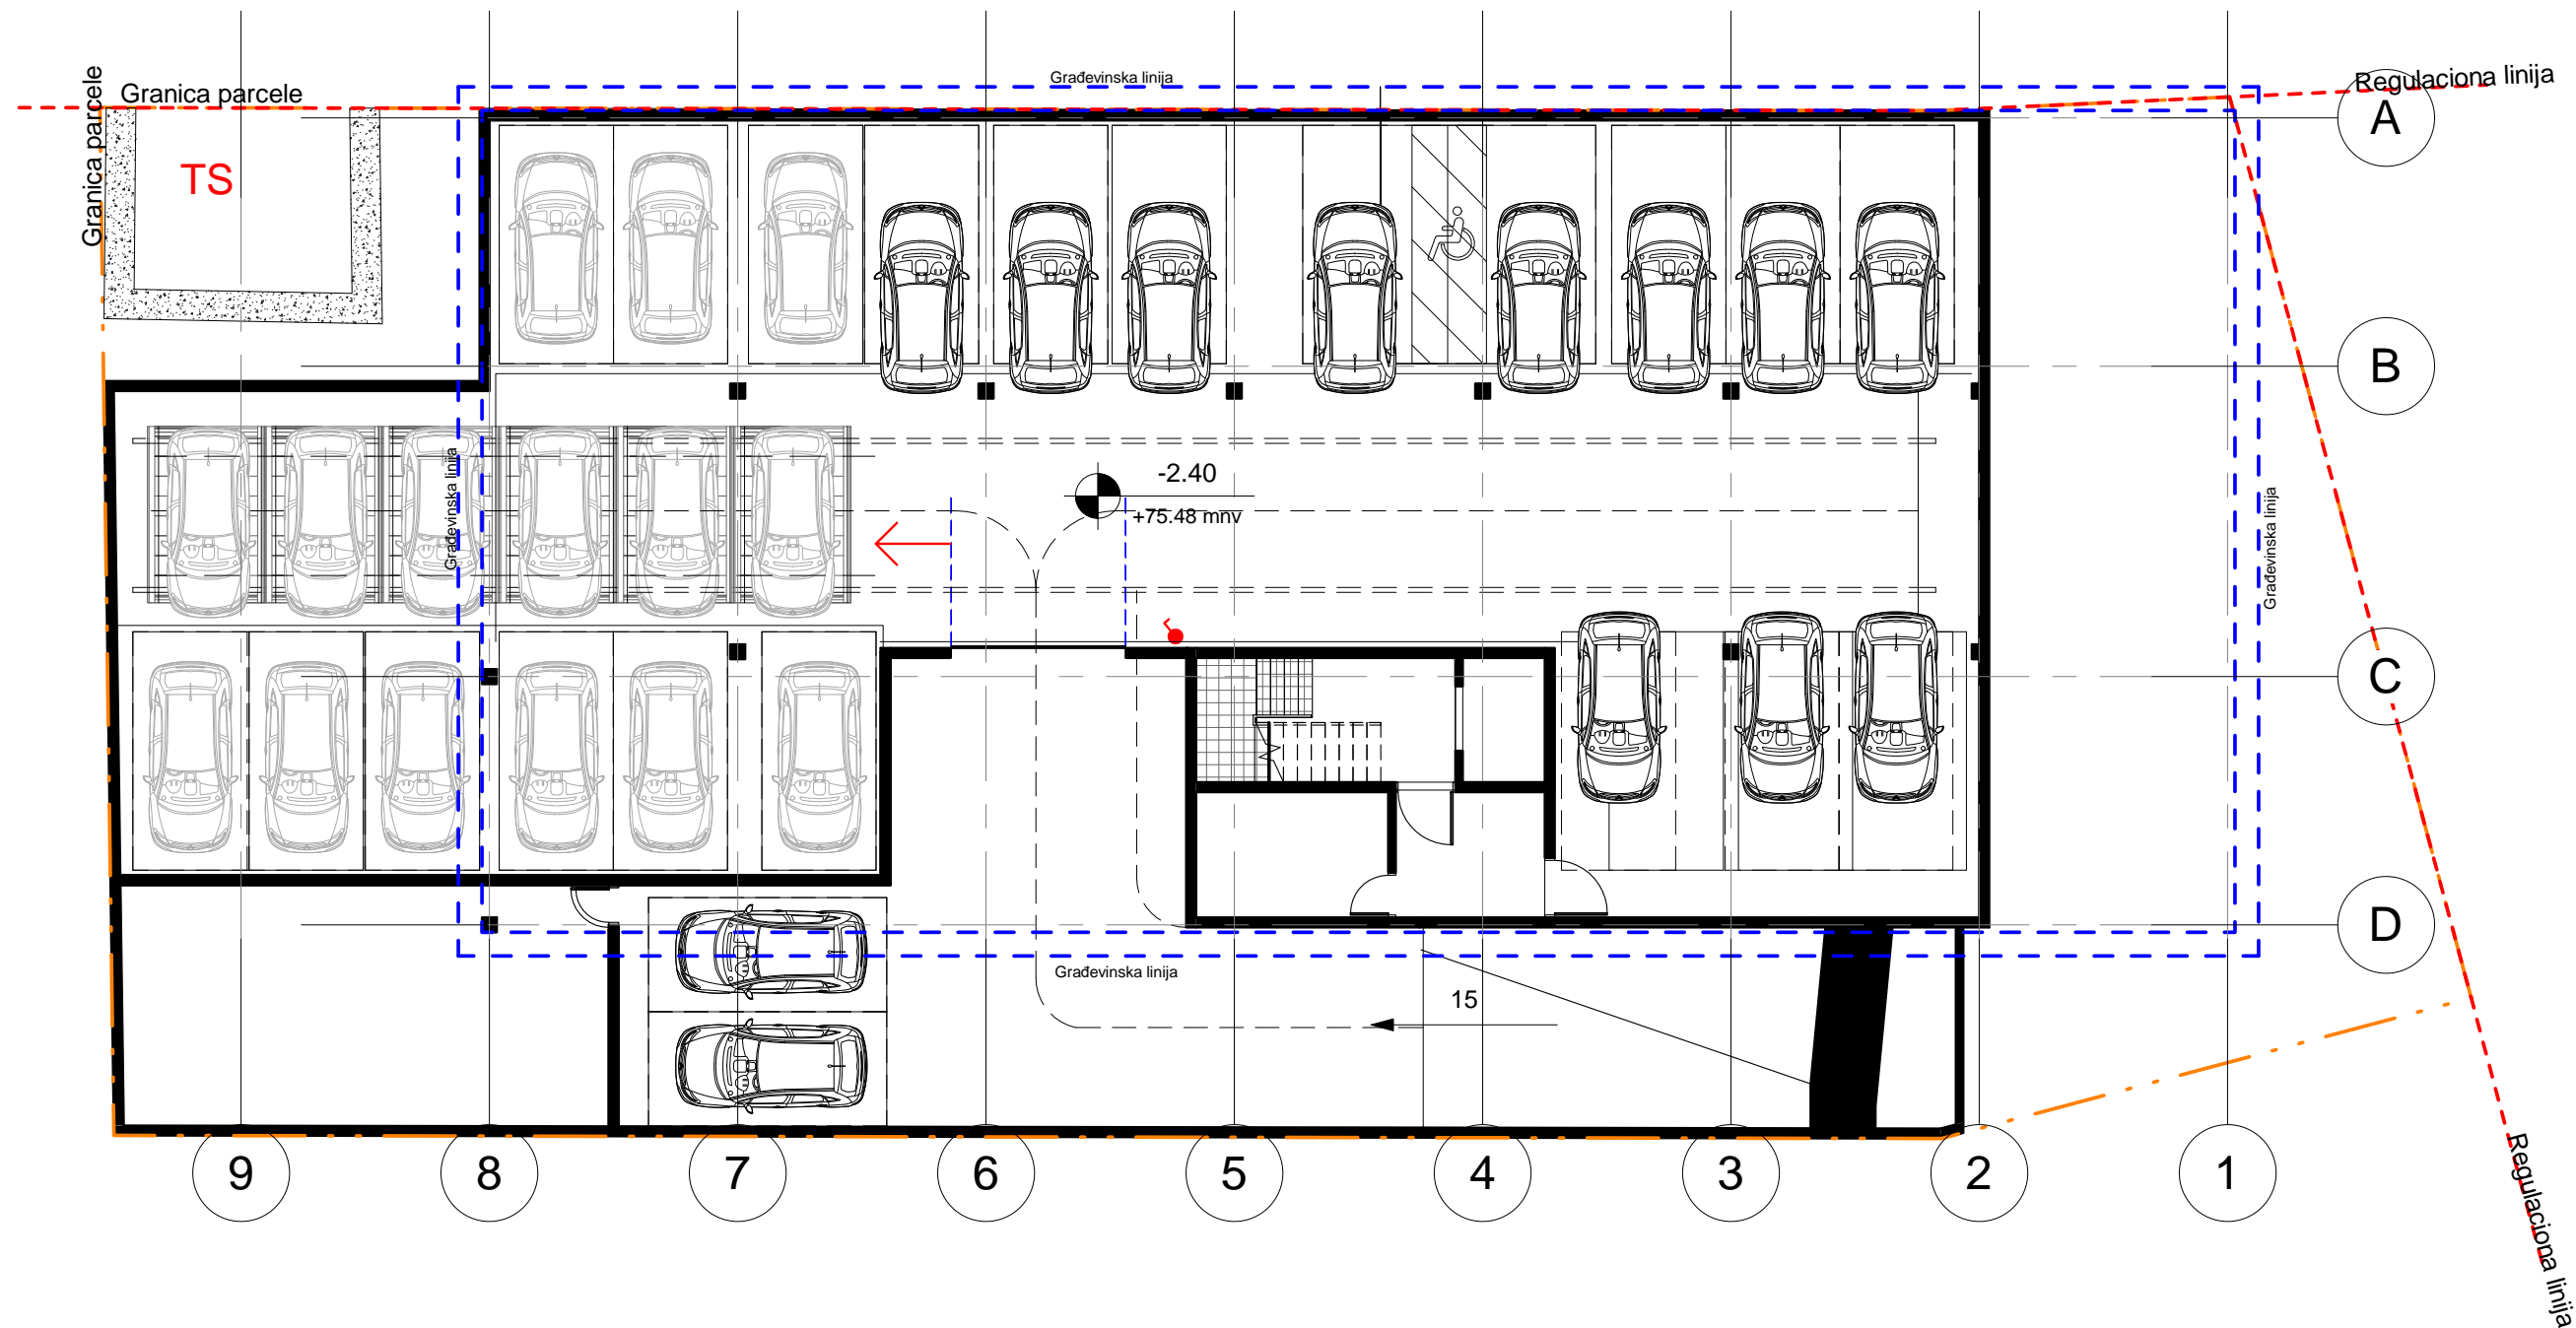 Građevinska linija
Regulaciona linija
Granica parcele
Granica parcele
A
TS
B
Građevinska linija
-2.40
+75.48 mnv
Građevinska linija
C
D
Građevinska linija
15
9
8
7
6
5
4
3
2
1
Regulaciona linija